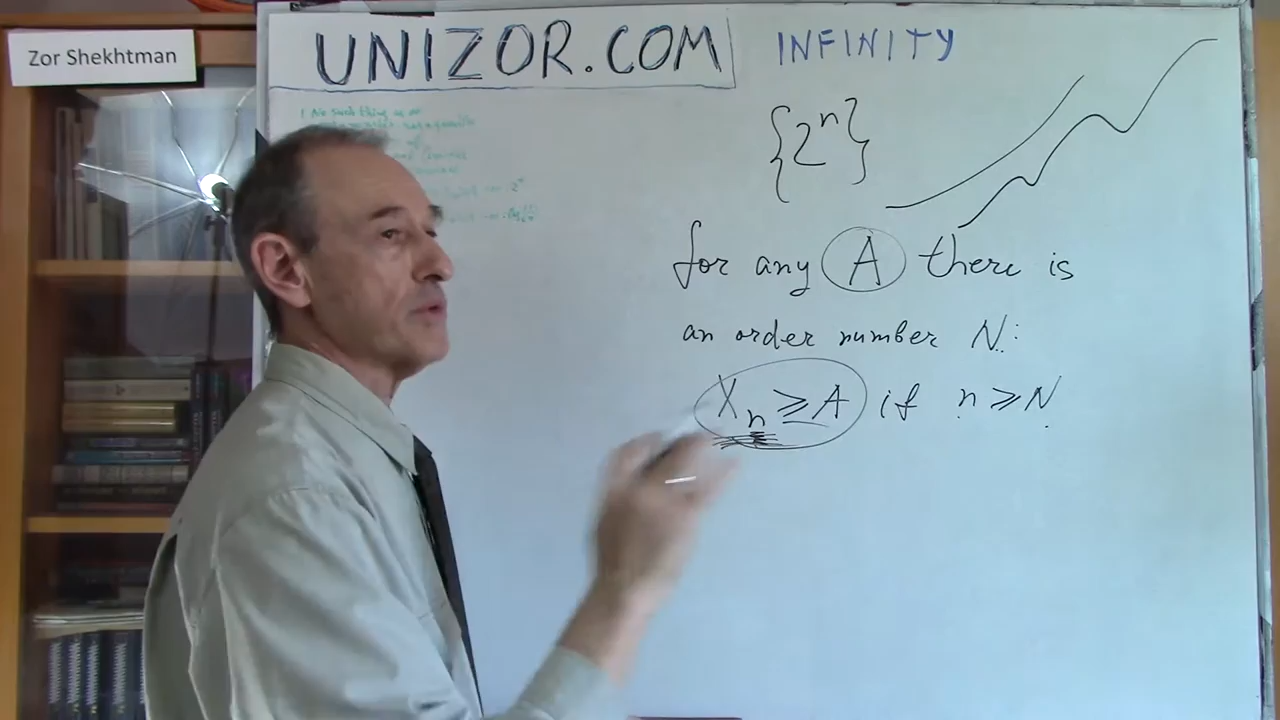 Zor Shekhtman
UNIZOR.COM
INFINITY
{2ⁿ}
for any A there is
an order number N:
Xₙ ⩾ A if n ⩾ N